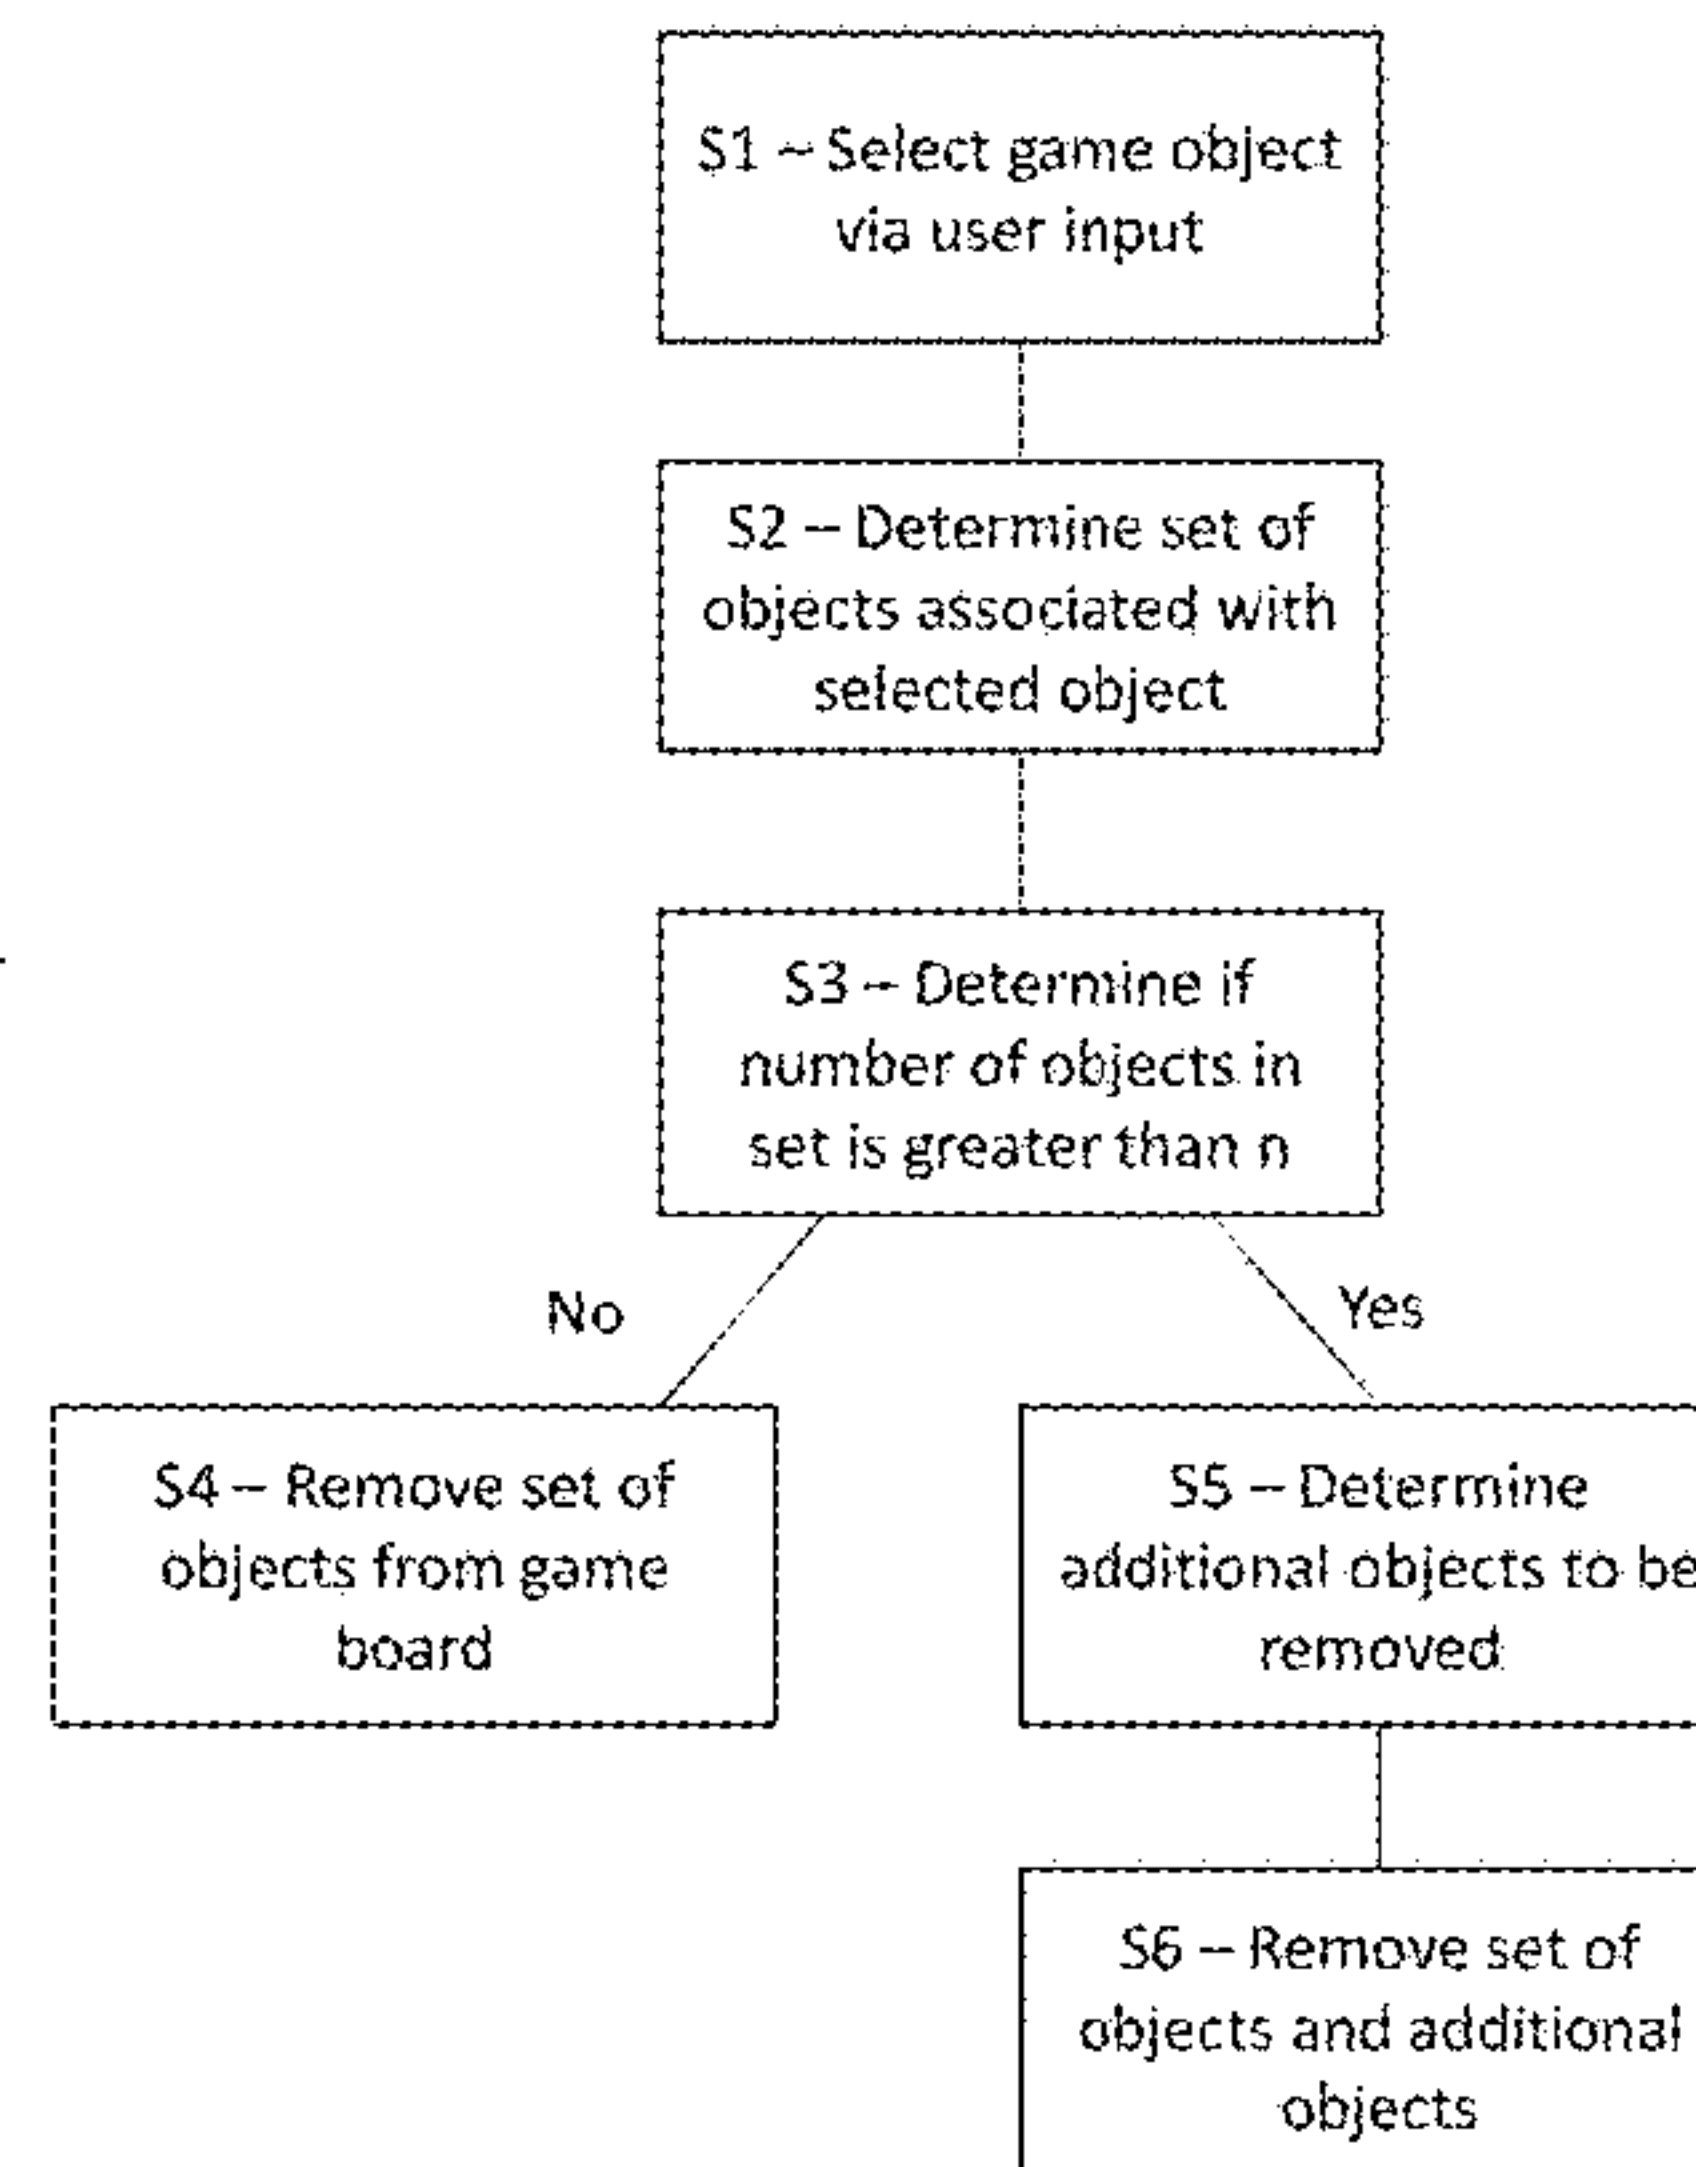 S1 – Select game object
via user input
S2 – Determine set of
objects associated with
selected object
S3 – Determine if
number of objects in
set is greater than n
No
Yes
S4 – Remove set of
objects from game
board
S5 – Determine
additional objects to be
removed
S6 – Remove set of
objects and additional
objects